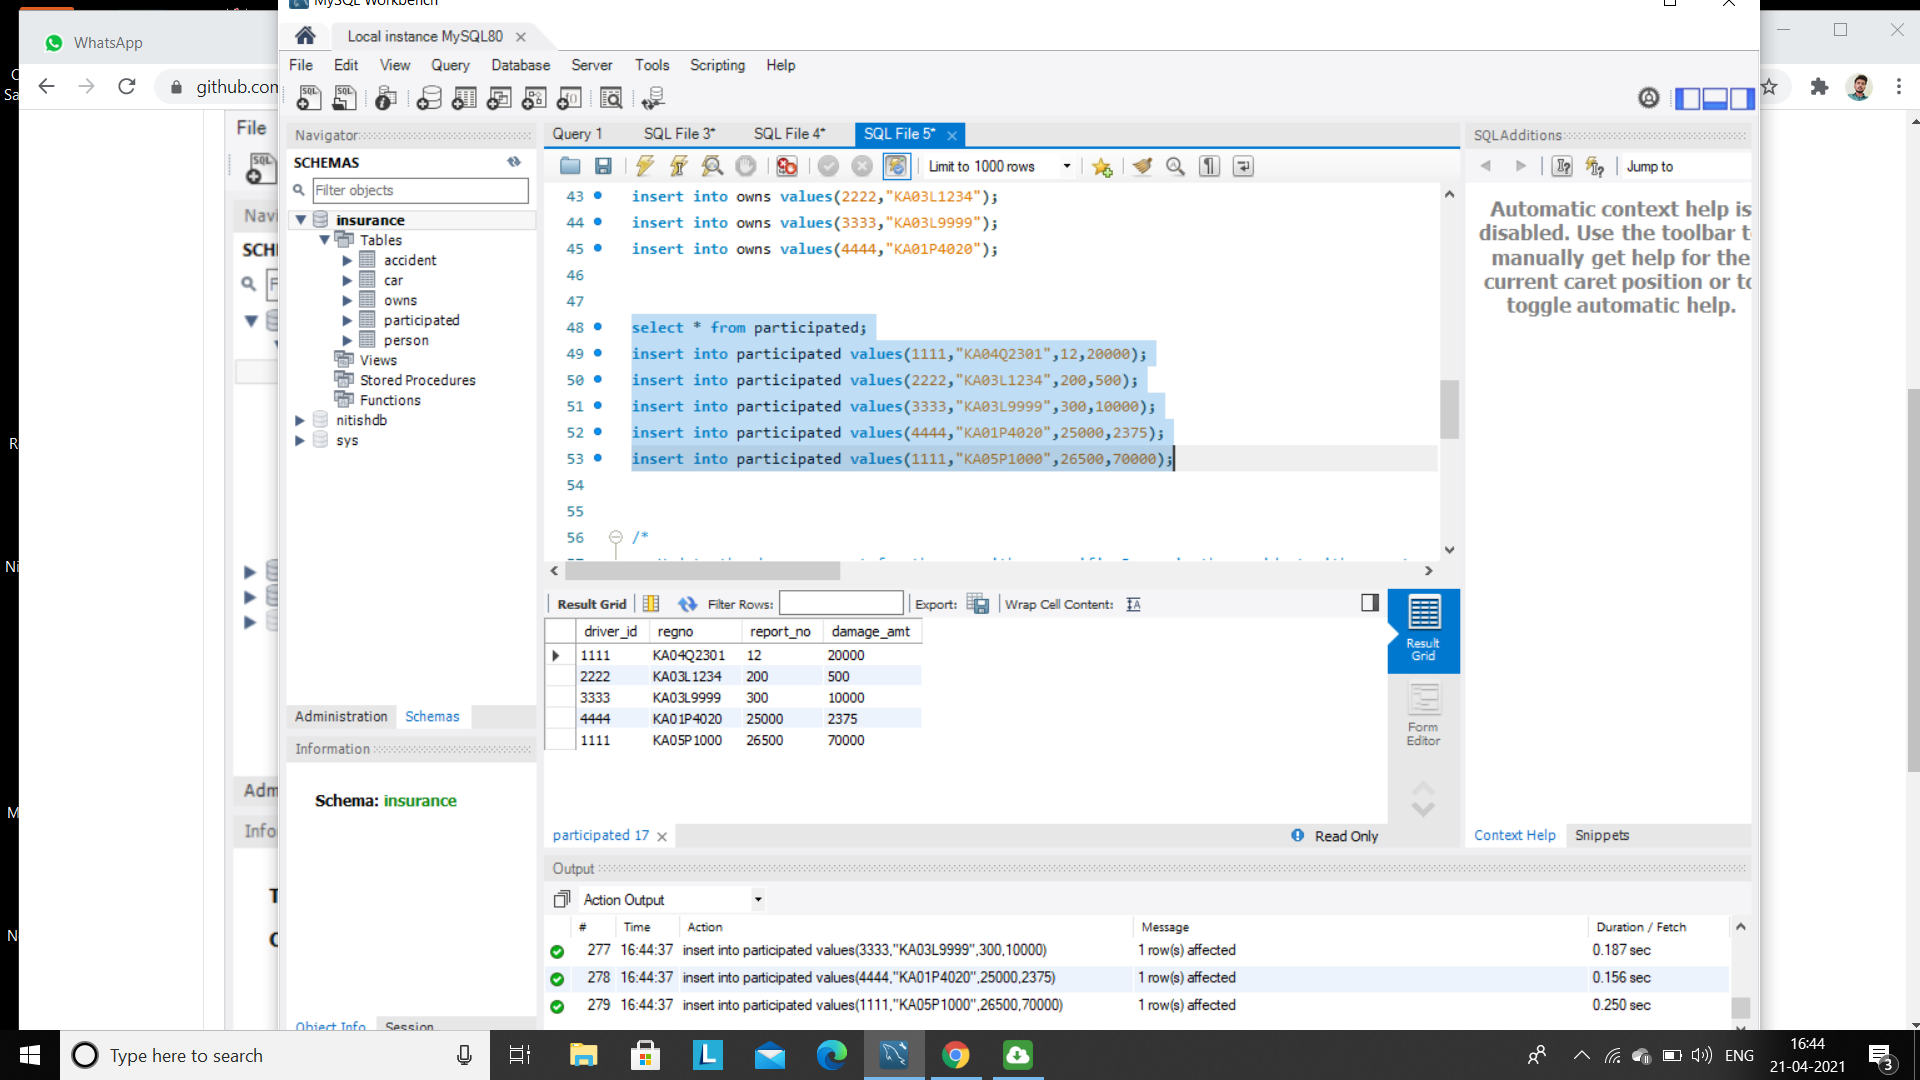 MySQL Workbench
WhatsApp
Local instance MySQL80
github.com
File Edit View Query Database Server Tools Scripting Help
File
Navigator
SCHEMAS
Filter objects
insurance
Tables
accident
car
owns
participated
person
Views
Stored Procedures
Functions
nitishdb
sys
Administration Schemas
Information
Schema: insurance
Object Info Session
Navi
SCH
F
Adm
Info
Query 1 SQL File 3* SQL File 4* SQL File 5*
Limit to 1000 rows
43 insert into owns values(2222,"KA03L1234");
44 insert into owns values(3333,"KA03L9999");
45 insert into owns values(4444,"KA01P4020");
46
47
48 select * from participated;
49 insert into participated values(1111,"KA04Q2301",12,20000);
50 insert into participated values(2222,"KA03L1234",200,500);
51 insert into participated values(3333,"KA03L9999",300,10000);
52 insert into participated values(4444,"KA01P4020",25000,2375);
53 insert into participated values(1111,"KA05P1000",26500,70000);
54
55
56 /*
Result Grid Filter Rows: Export: Wrap Cell Content:
driver_id regno report_no damage_amt
1111 KA04Q2301 12 20000
2222 KA03L1234 200 500
3333 KA03L9999 300 10000
4444 KA01P4020 25000 2375
1111 KA05P1000 26500 70000
Result Grid
Form Editor
participated 17
Read Only
SQLAdditions
Jump to
Automatic context help is
disabled. Use the toolbar t
manually get help for the
current caret position or to
toggle automatic help.
Context Help Snippets
Output
Action Output
# Time Action Message Duration / Fetch
277 16:44:37 insert into participated values(3333,"KA03L9999",300,10000) 1 row(s) affected 0.187 sec
278 16:44:37 insert into participated values(4444,"KA01P4020",25000,2375) 1 row(s) affected 0.156 sec
279 16:44:37 insert into participated values(1111,"KA05P1000",26500,70000) 1 row(s) affected 0.250 sec
Type here to search
ENG
16:44
21-04-2021
3